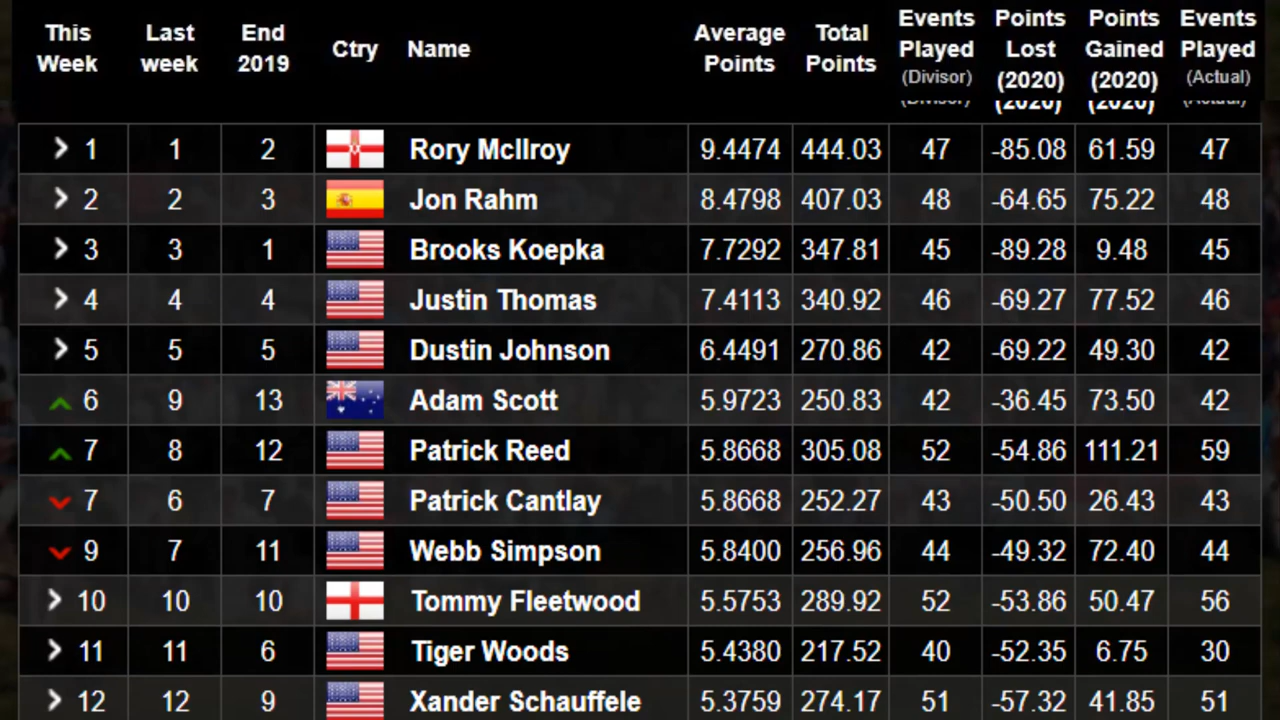 This Week Last week End 2019 Ctry Name Average Points Total Points Events Played (Divisor) Points Lost (2020) Points Gained (2020) Events Played (Actual)
(Divisor) (2020) (2020) (Actual)
1 1 2 Rory McIlroy 9.4474 444.03 47 -85.08 61.59 47
2 2 3 Jon Rahm 8.4798 407.03 48 -64.65 75.22 48
3 3 1 Brooks Koepka 7.7292 347.81 45 -89.28 9.48 45
4 4 4 Justin Thomas 7.4113 340.92 46 -69.27 77.52 46
5 5 5 Dustin Johnson 6.4491 270.86 42 -69.22 49.30 42
6 9 13 Adam Scott 5.9723 250.83 42 -36.45 73.50 42
7 8 12 Patrick Reed 5.8668 305.08 52 -54.86 111.21 59
7 6 7 Patrick Cantlay 5.8668 252.27 43 -50.50 26.43 43
9 7 11 Webb Simpson 5.8400 256.96 44 -49.32 72.40 44
10 10 10 Tommy Fleetwood 5.5753 289.92 52 -53.86 50.47 56
11 11 6 Tiger Woods 5.4380 217.52 40 -52.35 6.75 30
12 12 9 Xander Schauffele 5.3759 274.17 51 -57.32 41.85 51